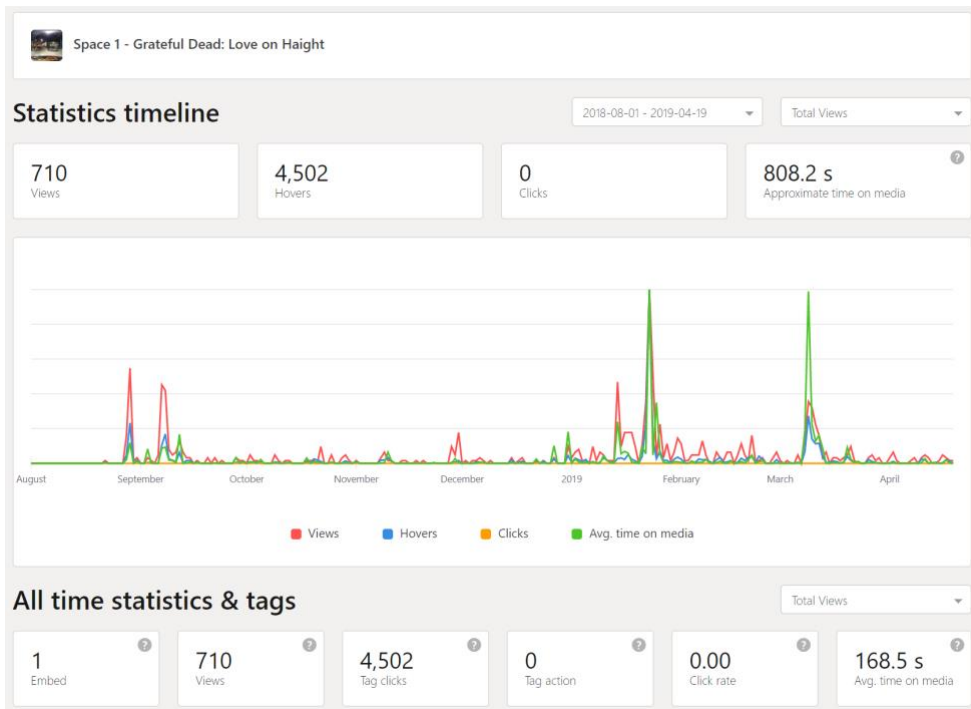 Space 1 - Grateful Dead: Love on Haight
Statistics timeline
2018-08-01 - 2019-04-19
Total Views
710
Views
4,502
Hovers
0
Clicks
?
808.2 s
Approximate time on media
August September October November December 2019 February March April
Views Hovers Clicks Avg. time on media
All time statistics & tags
Total Views
?
1
Embed
?
710
Views
?
4,502
Tag clicks
?
0
Tag action
?
0.00
Click rate
?
168.5 s
Avg. time on media